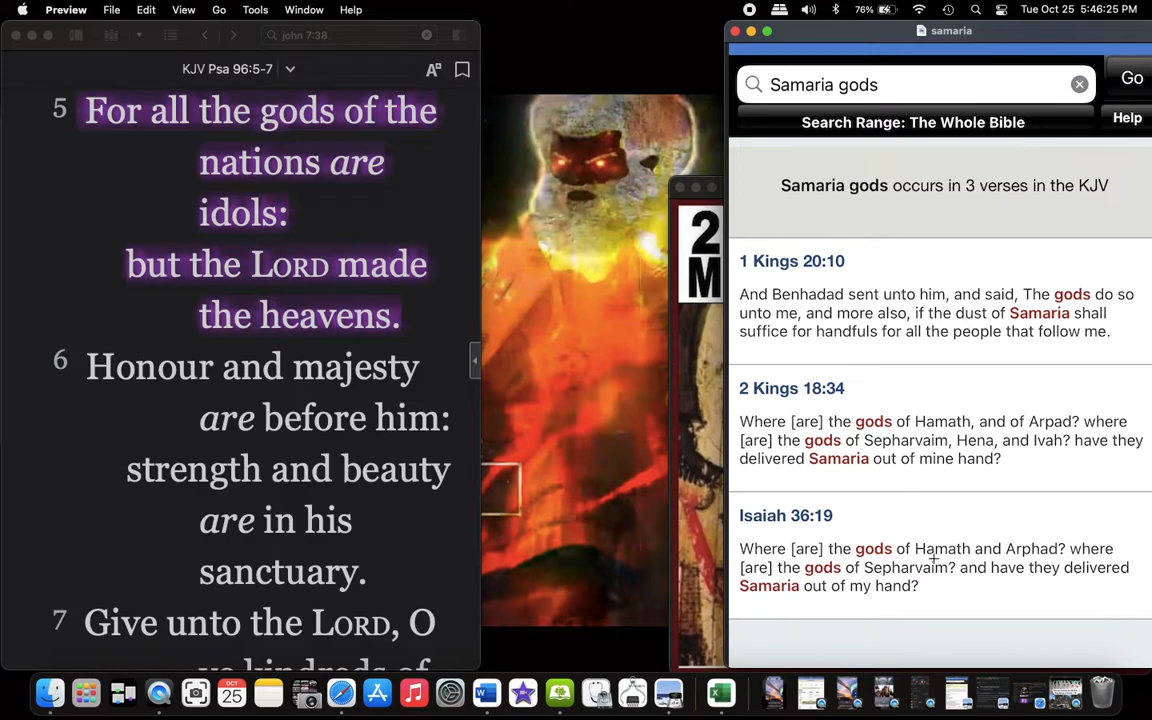 Preview File Edit View Go Tools Window Help
76% Tue Oct 25 5:46:25 PM
john 7:38
KJV Psa 96:5-7
5 For all the gods of the
nations are
idols:
but the LORD made
the heavens.
6 Honour and majesty
are before him:
strength and beauty
are in his
sanctuary.
7 Give unto the LORD, O
ye kindreds of
2
M
samaria
Samaria gods
Go
Search Range: The Whole Bible
Help
Samaria gods occurs in 3 verses in the KJV
1 Kings 20:10
And Benhadad sent unto him, and said, The gods do so
unto me, and more also, if the dust of Samaria shall
suffice for handfuls for all the people that follow me.
2 Kings 18:34
Where [are] the gods of Hamath, and of Arpad? where
[are] the gods of Sepharvaim, Hena, and Ivah? have they
delivered Samaria out of mine hand?
Isaiah 36:19
Where [are] the gods of Hamath and Arphad? where
[are] the gods of Sepharvaim? and have they delivered
Samaria out of my hand?
OCT
25